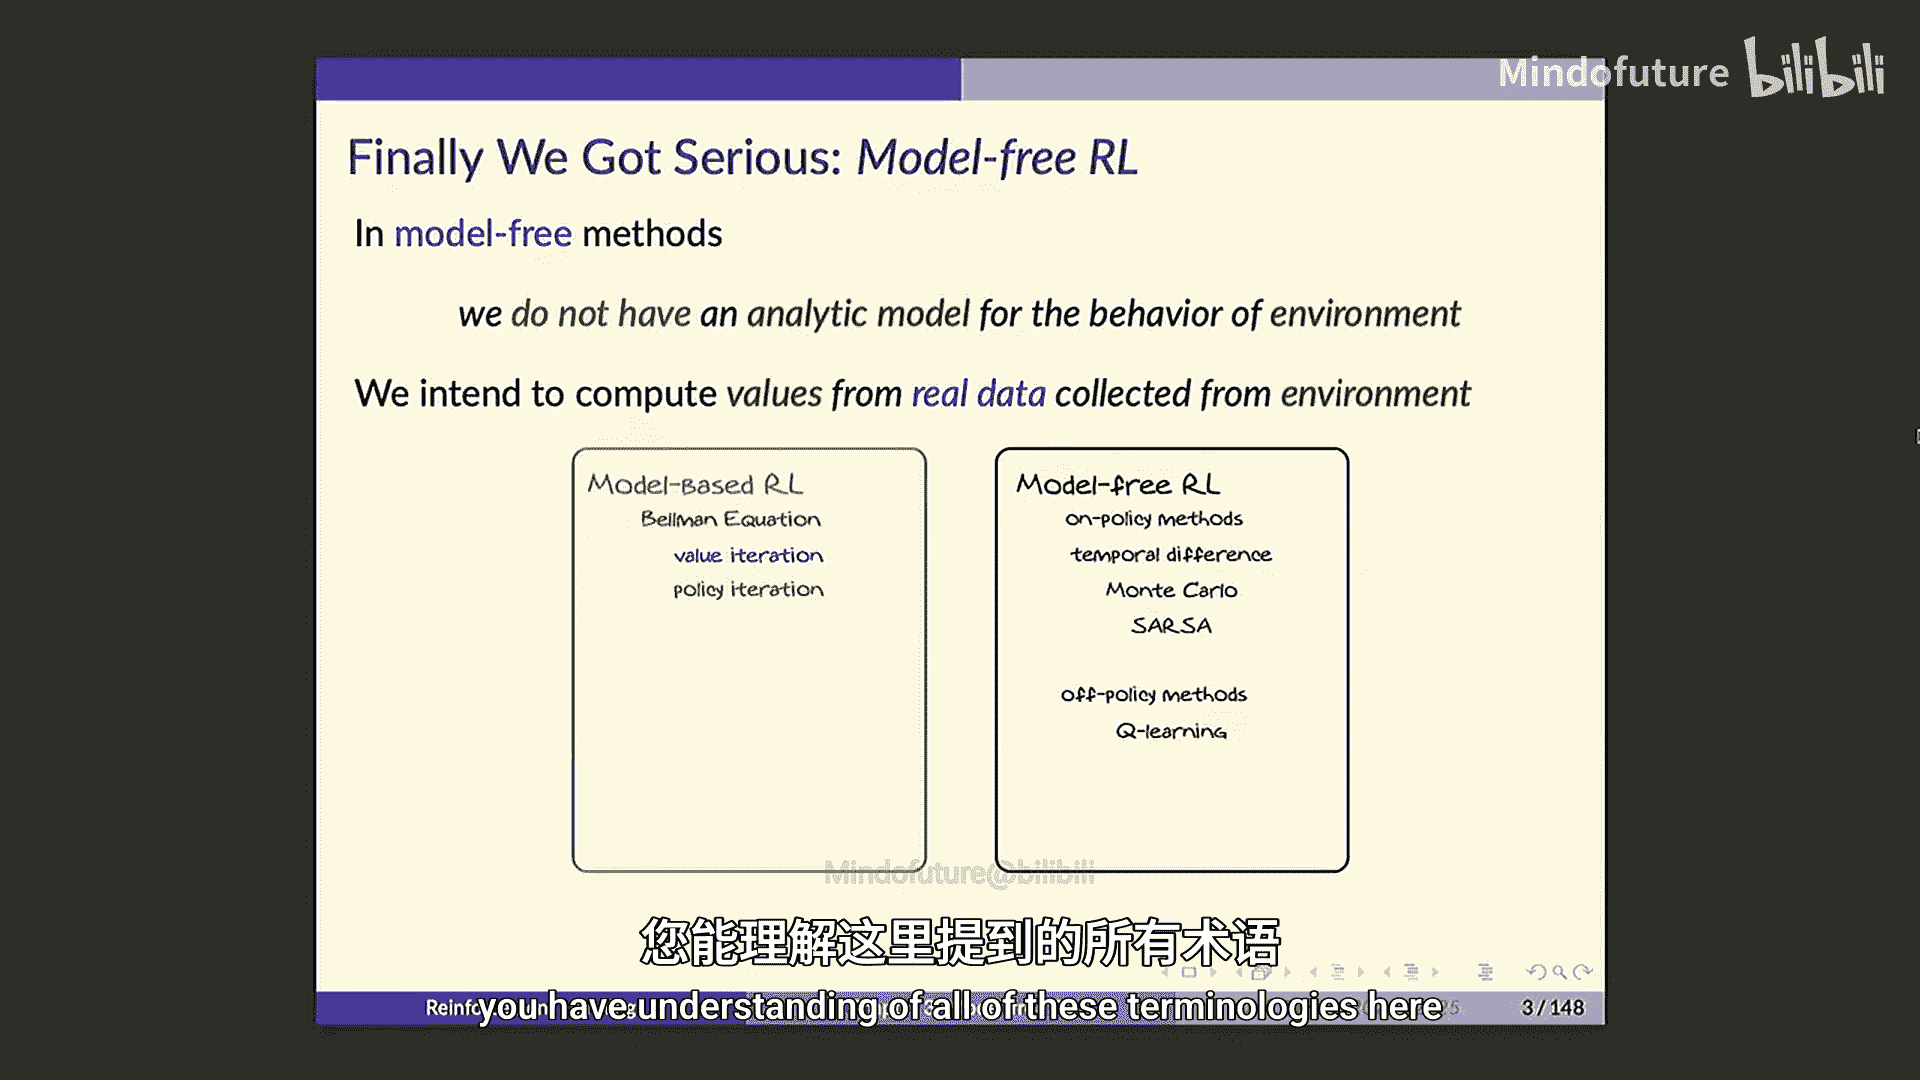 Mindofuture bilibili
Finally We Got Serious: Model-free RL
In model-free methods
we do not have an analytic model for the behavior of environment
We intend to compute values from real data collected from environment
Model-Based RL
Bellman Equation
value iteration
policy iteration
Model-free RL
on-policy methods
temporal difference
Monte Carlo
SARSA
off-policy methods
Q-learning
Mindofuture@bilibili
您能理解这里提到的所有术语
you have understanding of all of these terminologies here
3 / 148